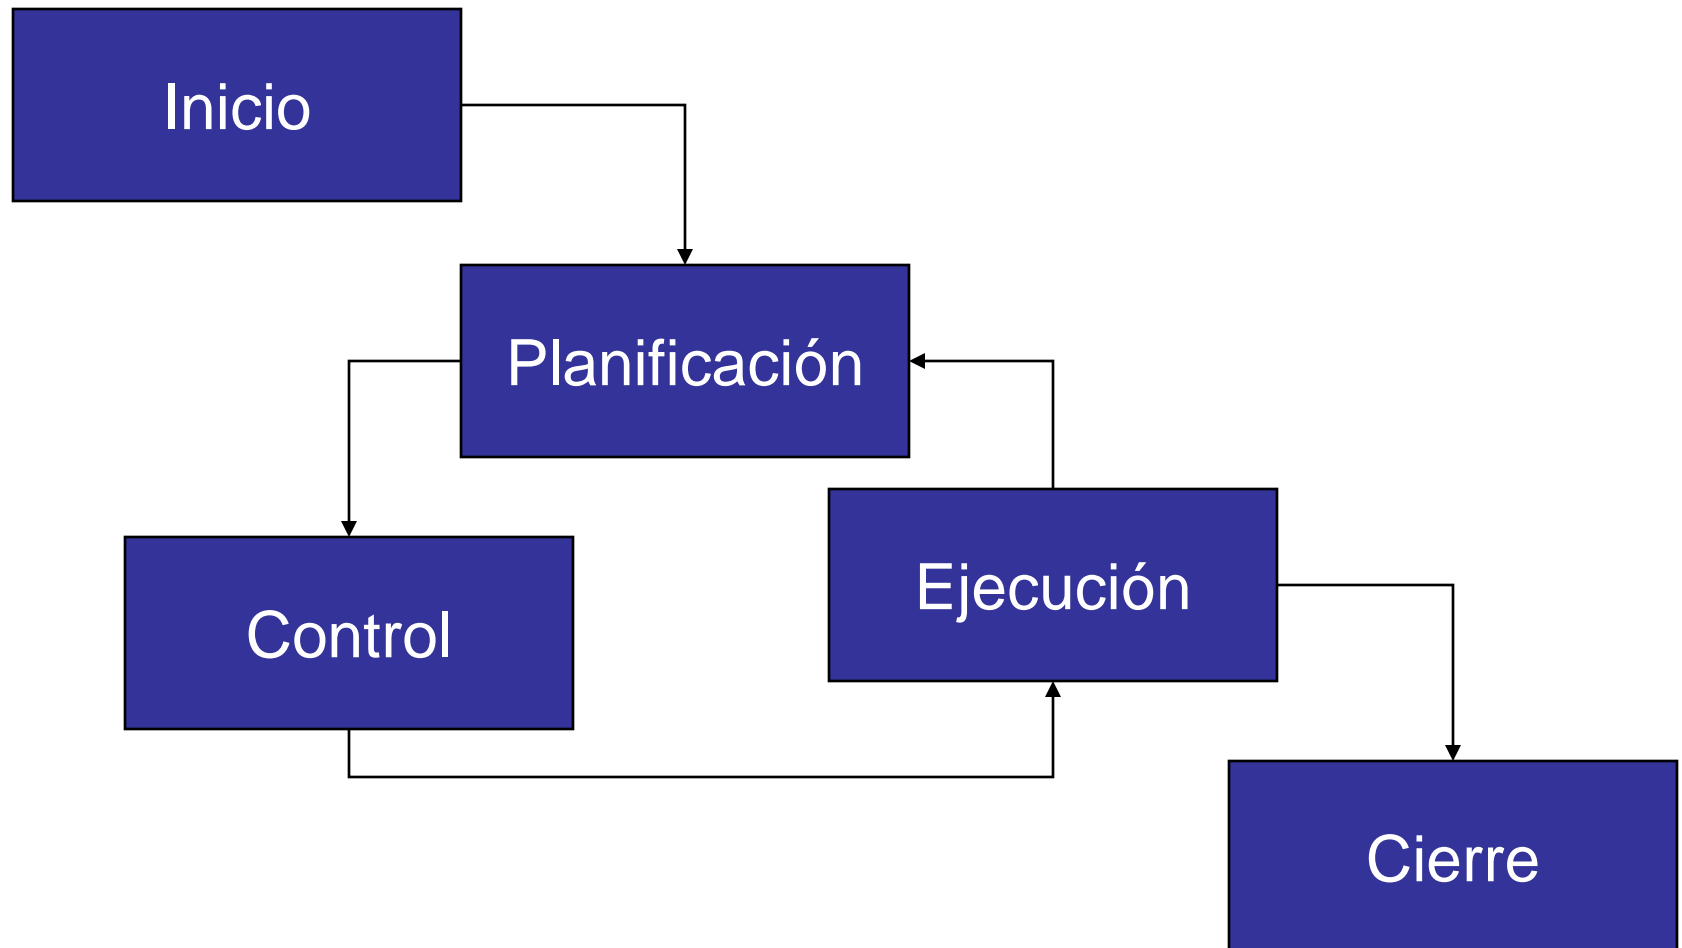 Inicio
Planificación
Ejecución
Control
Cierre